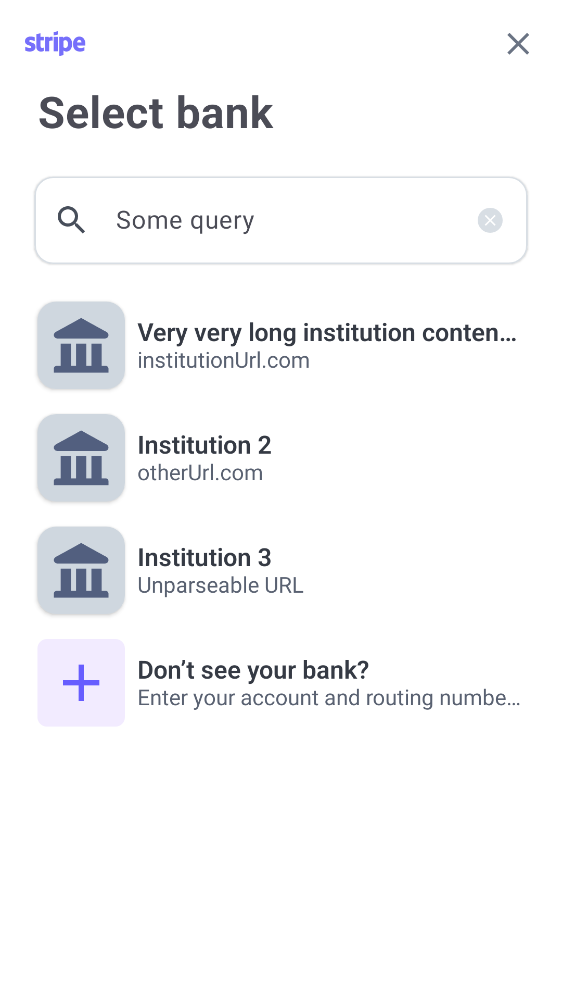 stripe
Select bank
Some query
Very very long institution conten...
institutionUrl.com
Institution 2
otherUrl.com
Institution 3
Unparseable URL
Don’t see your bank?
Enter your account and routing numbe...